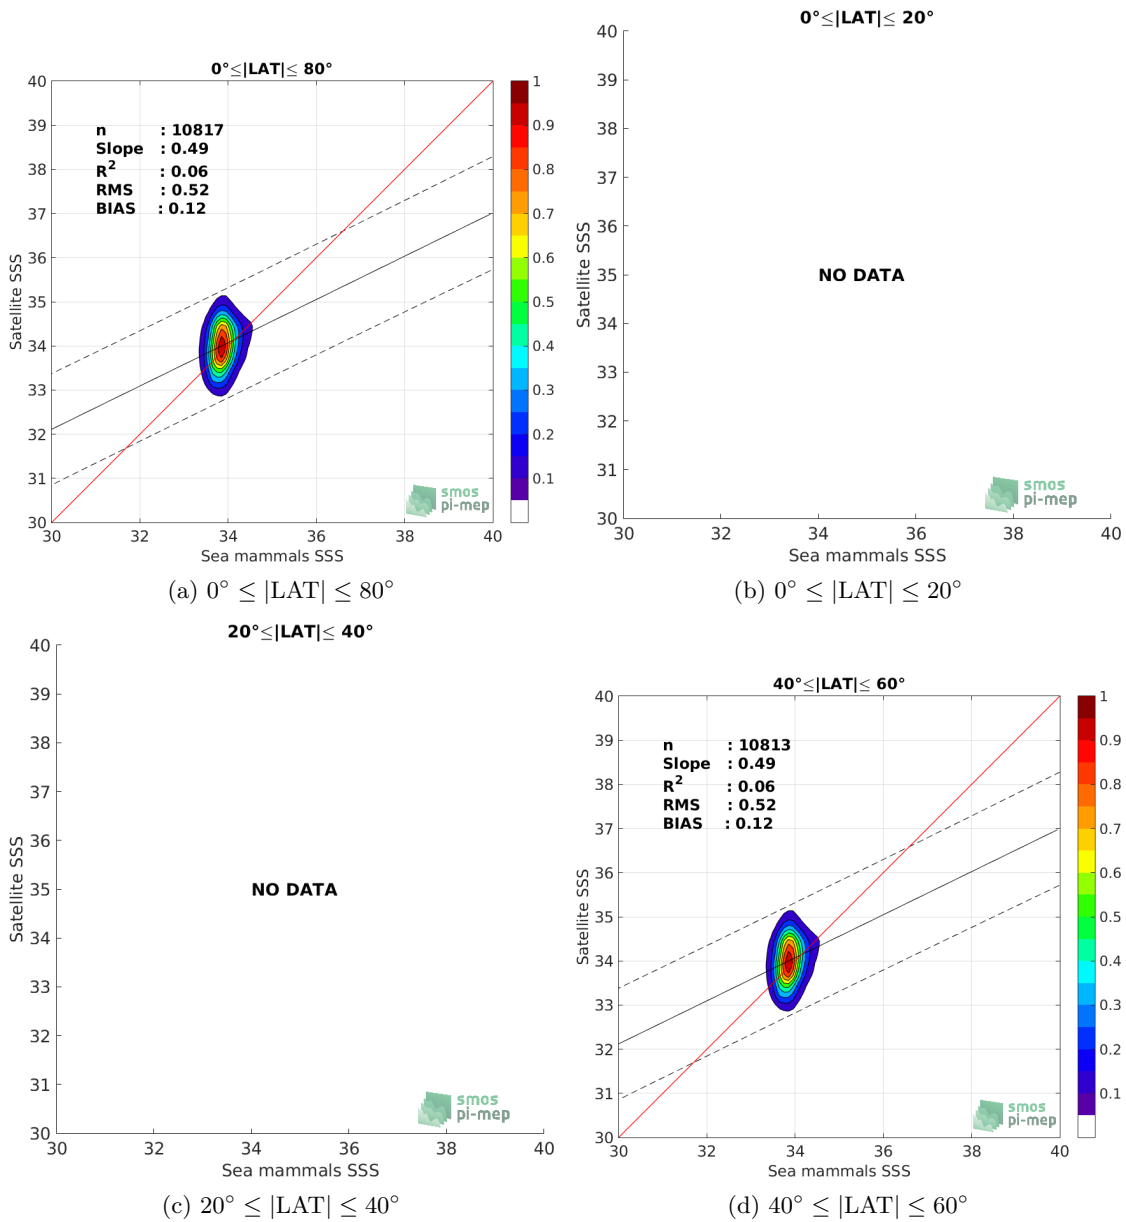 0°≤|LAT|≤ 80°
n : 10817
Slope : 0.49
R² : 0.06
RMS : 0.52
BIAS : 0.12
40
39
38
37
36
35
34
33
32
31
30
Satellite SSS
30 32 34 36 38 40
Sea mammals SSS
1
0.9
0.8
0.7
0.6
0.5
0.4
0.3
0.2
0.1
smos
pi-mep
(a) 0° ≤ |LAT| ≤ 80°
0°≤|LAT|≤ 20°
40
39
38
37
36
35
34
33
32
31
30
Satellite SSS
NO DATA
30 32 34 36 38 40
Sea mammals SSS
smos
pi-mep
(b) 0° ≤ |LAT| ≤ 20°
20°≤|LAT|≤ 40°
40
39
38
37
36
35
34
33
32
31
30
Satellite SSS
NO DATA
30 32 34 36 38 40
Sea mammals SSS
smos
pi-mep
(c) 20° ≤ |LAT| ≤ 40°
40°≤|LAT|≤ 60°
n : 10813
Slope : 0.49
R² : 0.06
RMS : 0.52
BIAS : 0.12
40
39
38
37
36
35
34
33
32
31
30
Satellite SSS
30 32 34 36 38 40
Sea mammals SSS
1
0.9
0.8
0.7
0.6
0.5
0.4
0.3
0.2
0.1
smos
pi-mep
(d) 40° ≤ |LAT| ≤ 60°